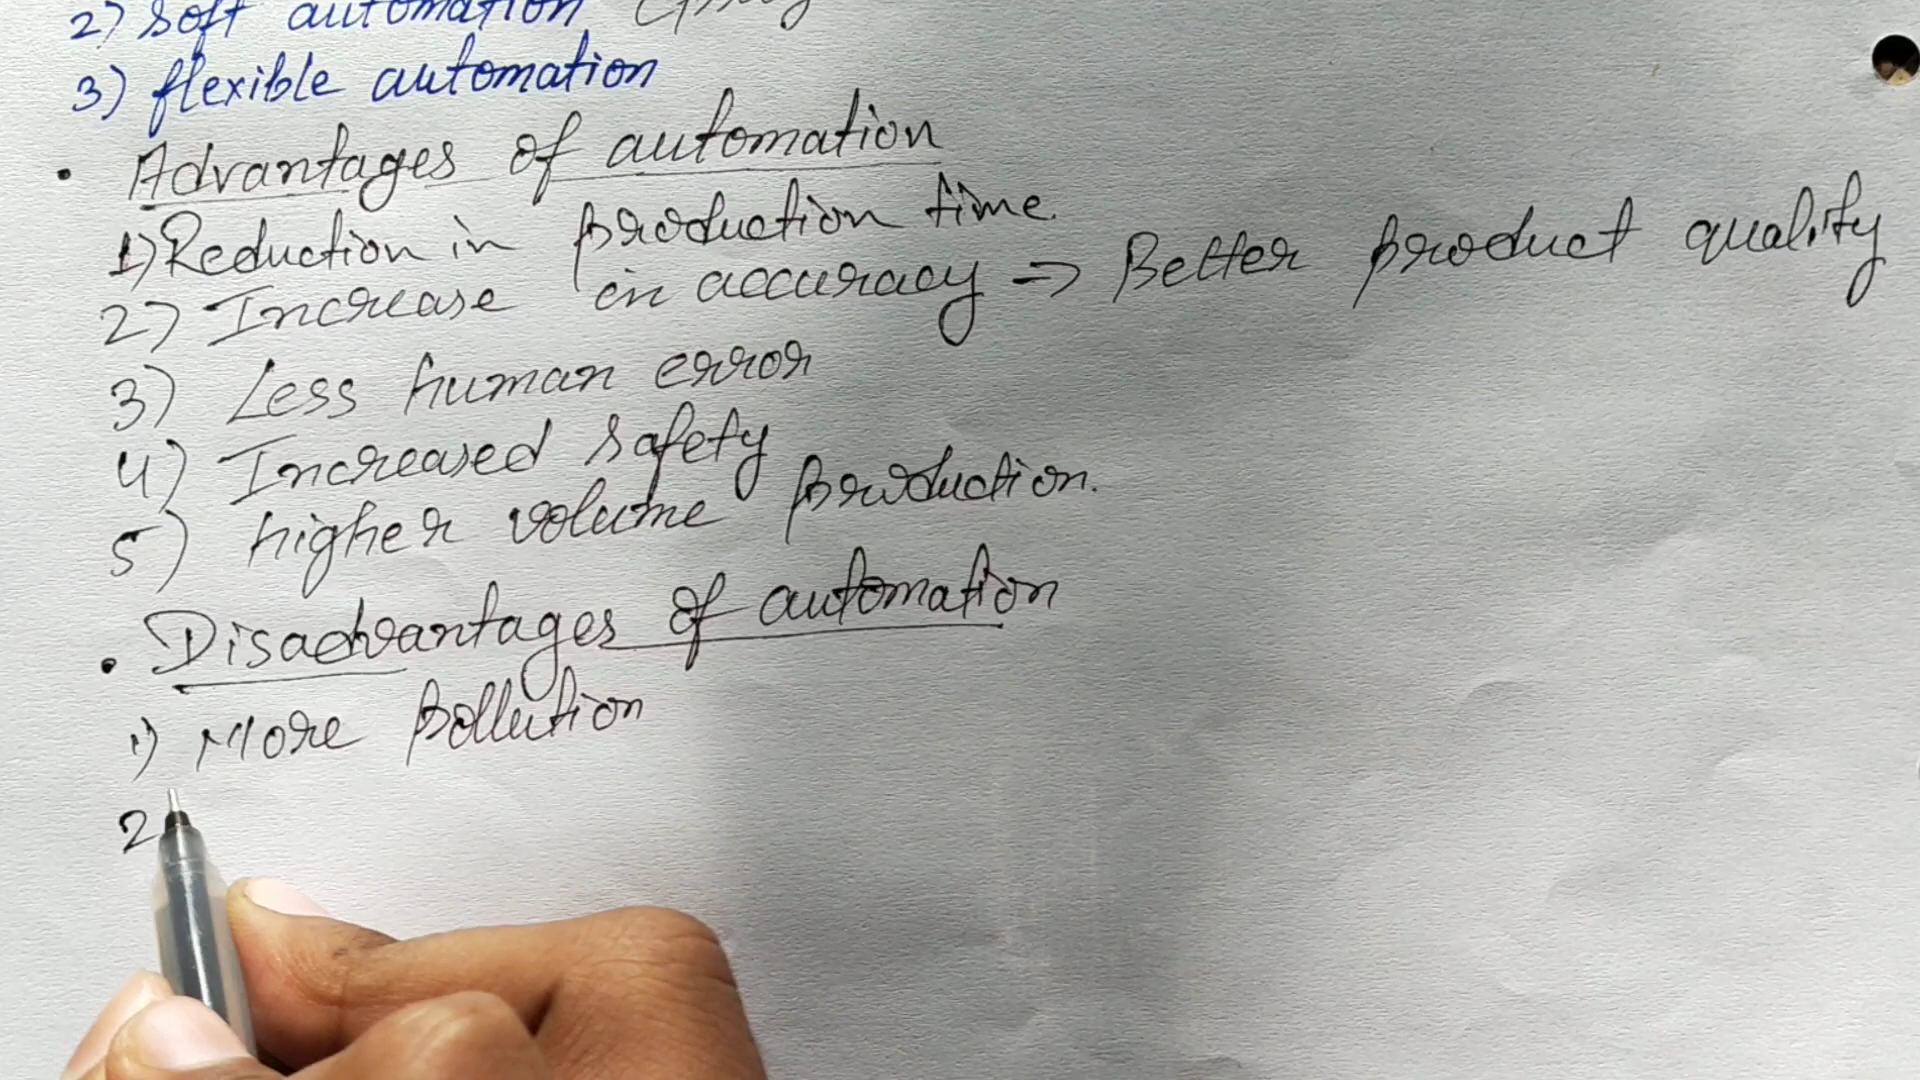 2) Soft automation
3) flexible automation
• Advantages of automation
1) Reduction in production time.
2) Increase in accuracy => Better product quality
3) Less human error
4) Increased safety
5) higher volume production.
• Disadvantages of automation
1) More pollution
2